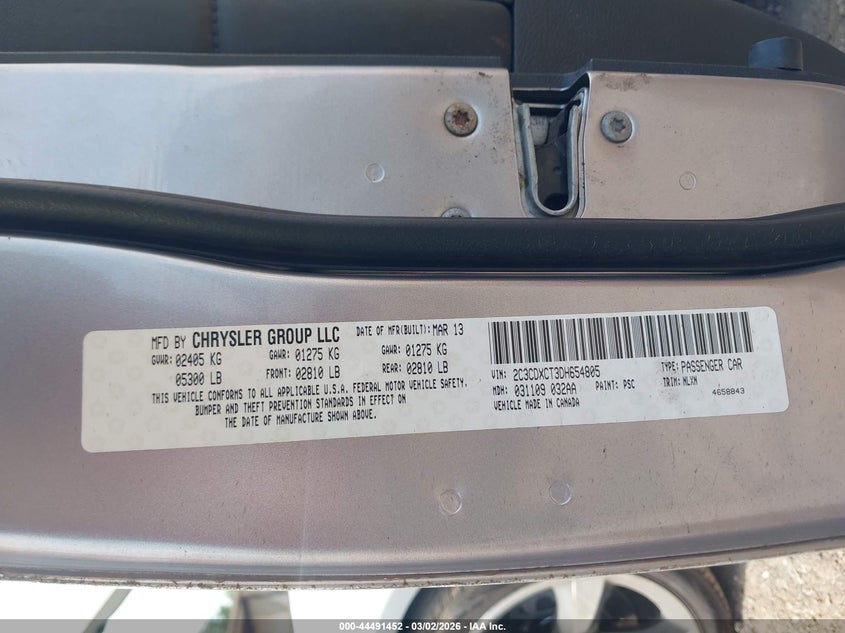 MFD BY CHRYSLER GROUP LLC DATE OF MFR(BUILT): MAR 13
GVWR: 02405 KG GAWR: 01275 KG GAWR: 01275 KG
05300 LB FRONT: 02810 LB REAR: 02810 LB
THIS VEHICLE CONFORMS TO ALL APPLICABLE U.S.A. FEDERAL MOTOR VEHICLE SAFETY,
BUMPER AND THEFT PREVENTION STANDARDS IN EFFECT ON
THE DATE OF MANUFACTURE SHOWN ABOVE.
VIN: 2C3CDXCT3DH654805 TYPE: PASSENGER CAR
MDH: 031109 032AA PAINT: PSC TRIM: NLXN
VEHICLE MADE IN CANADA 4658843
000-44491452 | 03/02/2026 | IAA Inc.